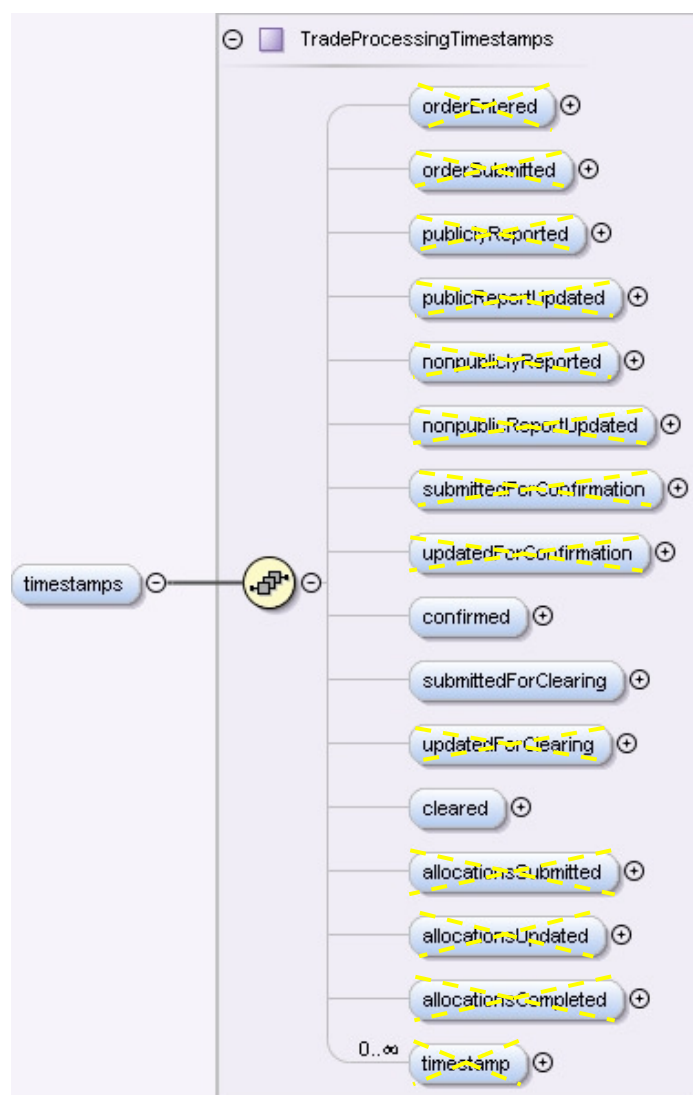 TradeProcessingTimestamps
orderEntered
orderSubmitted
publiclyReported
publicReportUpdated
nonpubliclyReported
nonpublicReportUpdated
submittedForConfirmation
updatedForConfirmation
timestamps
confirmed
submittedForClearing
updatedForClearing
cleared
allocationsSubmitted
allocationsUpdated
allocationsCompleted
0..∞
timestamp